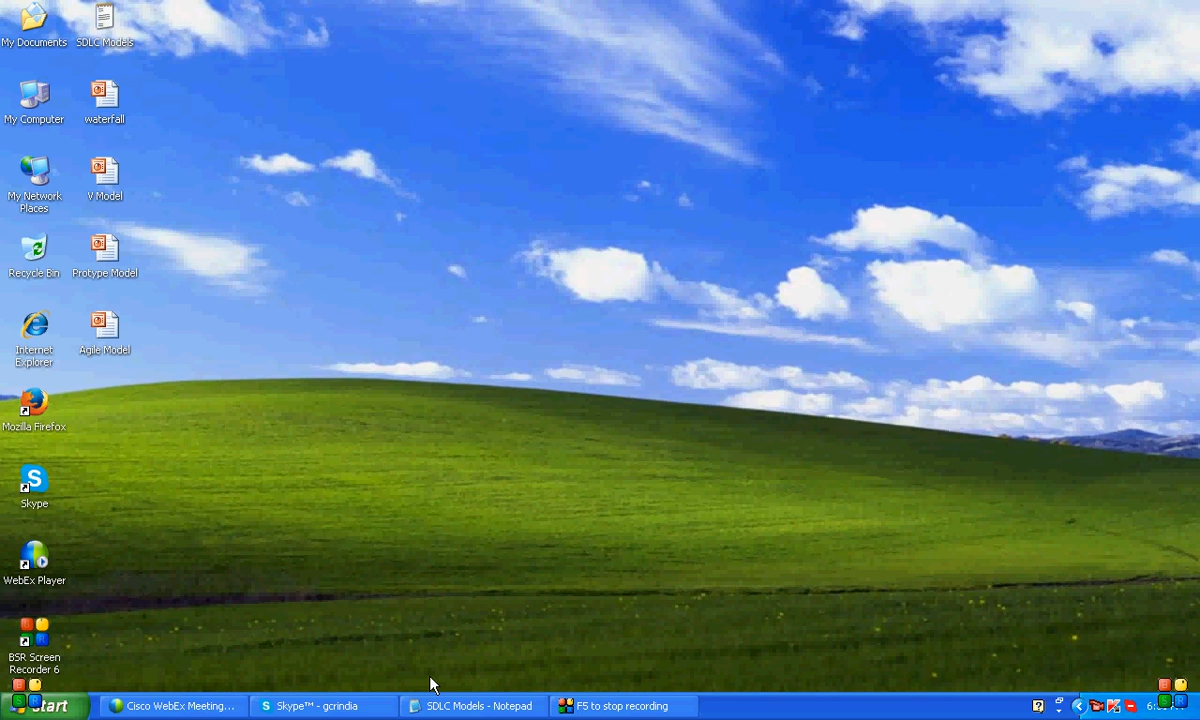 My Documents
SDLC Models
My Computer
waterfall
My Network
Places
V Model
Recycle Bin
Protype Model
Internet
Explorer
Agile Model
Mozilla Firefox
S
Skype
WebEx Player
BSR Screen
Recorder 6
start
Cisco WebEx Meeting...
Skype™ - gcrindia
SDLC Models - Notepad
F5 to stop recording